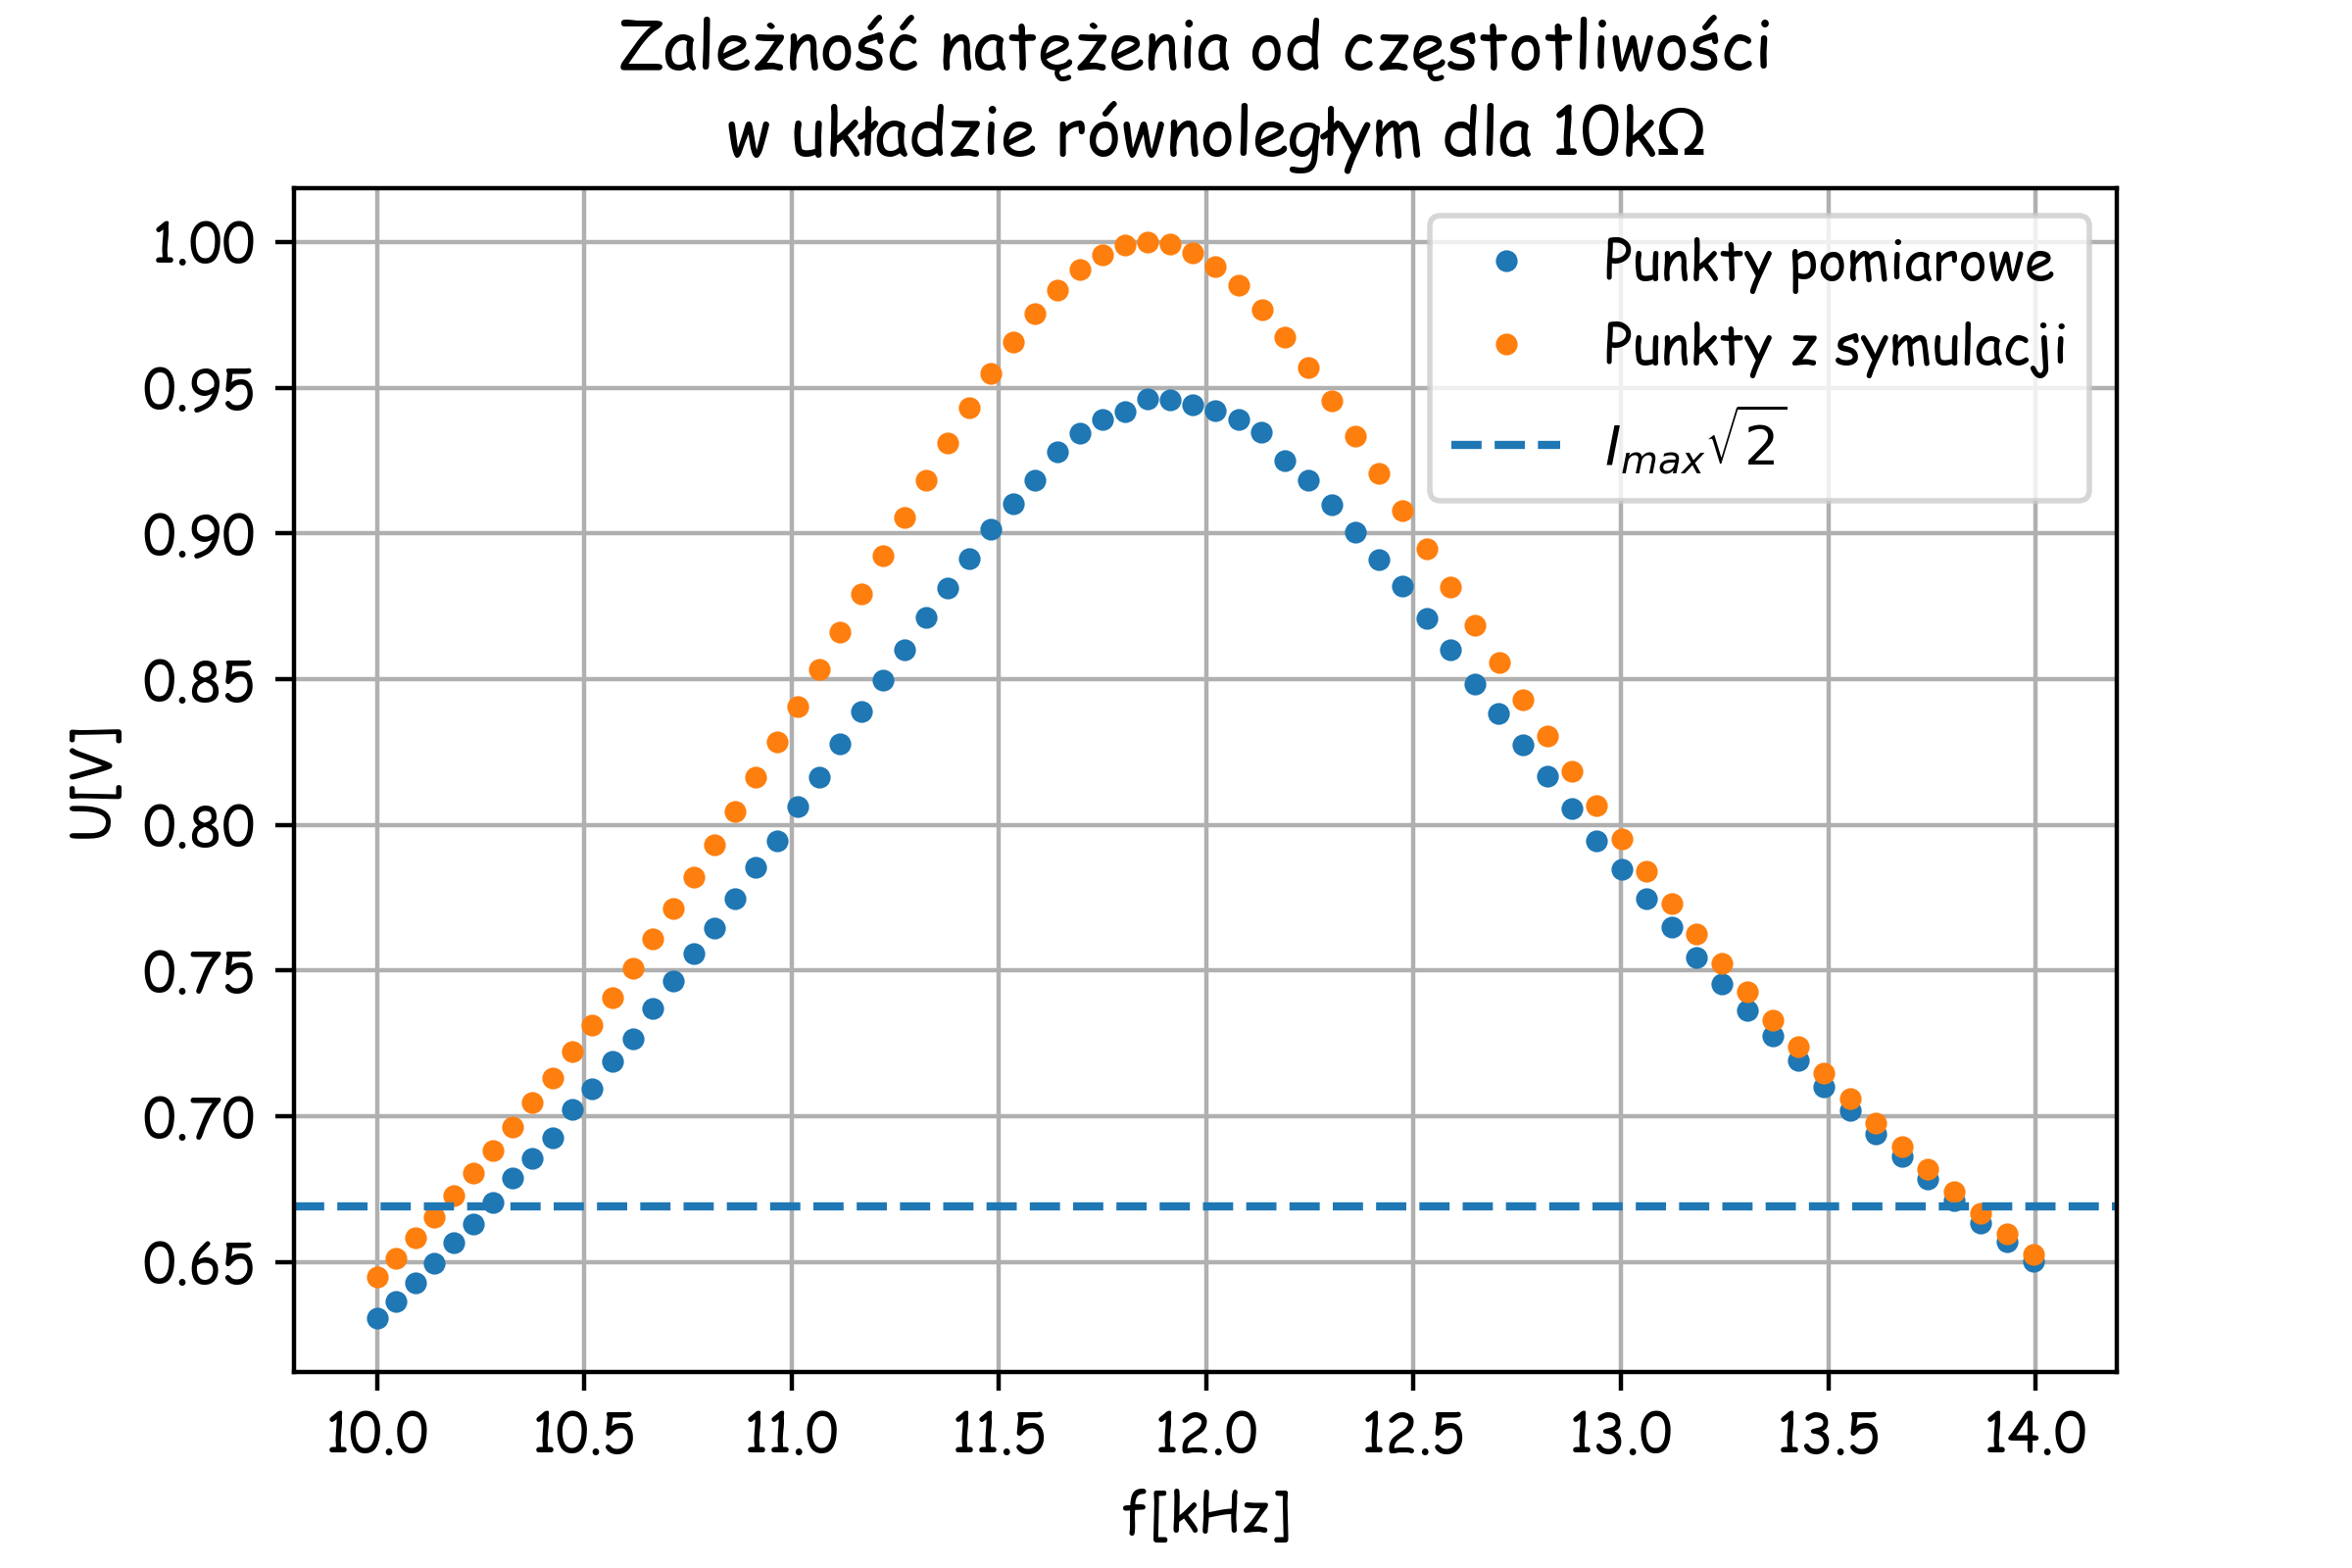 Zależność natężenia od częstotliwości
w układzie równoległym dla 10kΩ
Punkty pomiarowe
Punkty z symulacji
I_{max}√2
U[V]
1.00
0.95
0.90
0.85
0.80
0.75
0.70
0.65
10.0 10.5 11.0 11.5 12.0 12.5 13.0 13.5 14.0
f[kHz]